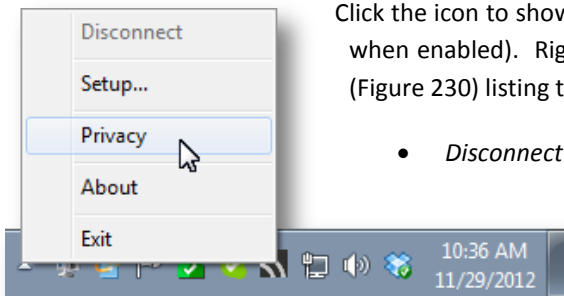 Disconnect
Setup...
Privacy
About
Exit
Click the icon to show
when enabled). Rig
(Figure 230) listing t
• Disconnect
10:36 AM
11/29/2012